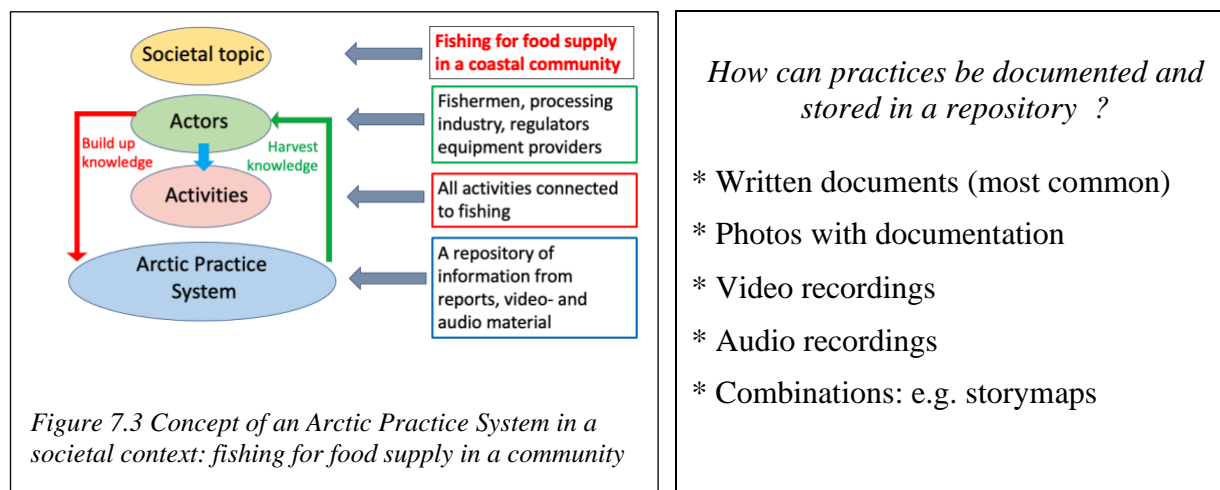 Societal topic
Fishing for food supply
in a coastal community
Actors
Fishermen, processing
industry, regulators
equipment providers
Build up
knowledge
Harvest
knowledge
Activities
All activities connected
to fishing
Arctic Practice
System
A repository of
information from
reports, video- and
audio material
Figure 7.3 Concept of an Arctic Practice System in a
societal context: fishing for food supply in a community
How can practices be documented and
stored in a repository ?
* Written documents (most common)
* Photos with documentation
* Video recordings
* Audio recordings
* Combinations: e.g. storymaps